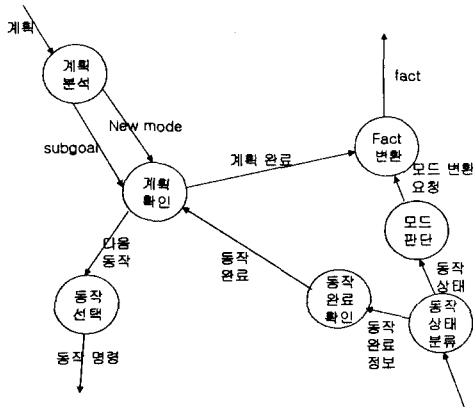 계획
계획
분석
fact
New mode
subgoal
Fact
변환
계획 완료
모드 변환
요청
계획
확인
모드
판단
다음
동작
동작
완료
동작
상태
동작
선택
동작
완료
확인
동작
상태
분류
동작
완료
정보
동작 명령